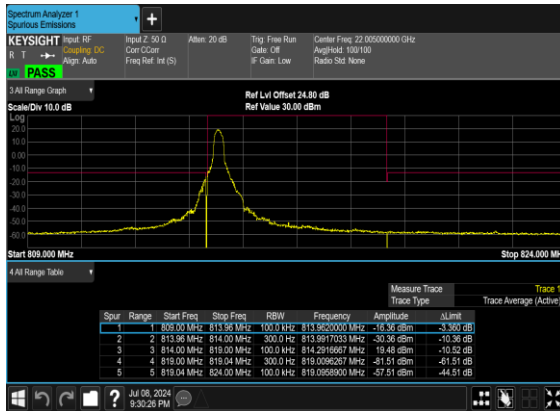 Spectrum Analyzer 1
Spurious Emissions
KEYSIGHT Input: RF
R T Coupling: DC
Align: Auto
Input Z: 50 Ω
Corr CCorr
Freq Ref: Int (S)
Atten: 20 dB
Trig: Free Run
Gate: Off
IF Gain: Low
Center Freq: 22.005000000 GHz
Avg|Hold: 100/100
Radio Std: None
LXI PASS
3 All Range Graph
Scale/Div 10.0 dB
Ref Lvl Offset 24.80 dB
Ref Value 30.00 dBm
Log
20.0
10.0
0.00
-10.0
-20.0
-30.0
-40.0
-50.0
-60.0
Start 809.000 MHz
Stop 824.000 MH
4 All Range Table
Measure Trace Trace 1
Trace Type Trace Average (Active)
Spur Range Start Freq Stop Freq RBW Frequency Amplitude ΔLimit
1 1 809.00 MHz 813.96 MHz 100.0 kHz 813.9620000 MHz -16.36 dBm -3.360 dB
2 2 813.96 MHz 814.00 MHz 300.0 Hz 813.9917033 MHz -30.36 dBm -10.36 dB
3 3 814.00 MHz 819.00 MHz 100.0 kHz 814.2916667 MHz 19.48 dBm -10.52 dB
4 4 819.00 MHz 819.04 MHz 300.0 Hz 819.0096267 MHz -81.51 dBm -61.51 dB
5 5 819.04 MHz 824.00 MHz 100.0 kHz 819.0958900 MHz -57.51 dBm -44.51 dB
Jul 08, 2024
9:30:26 PM